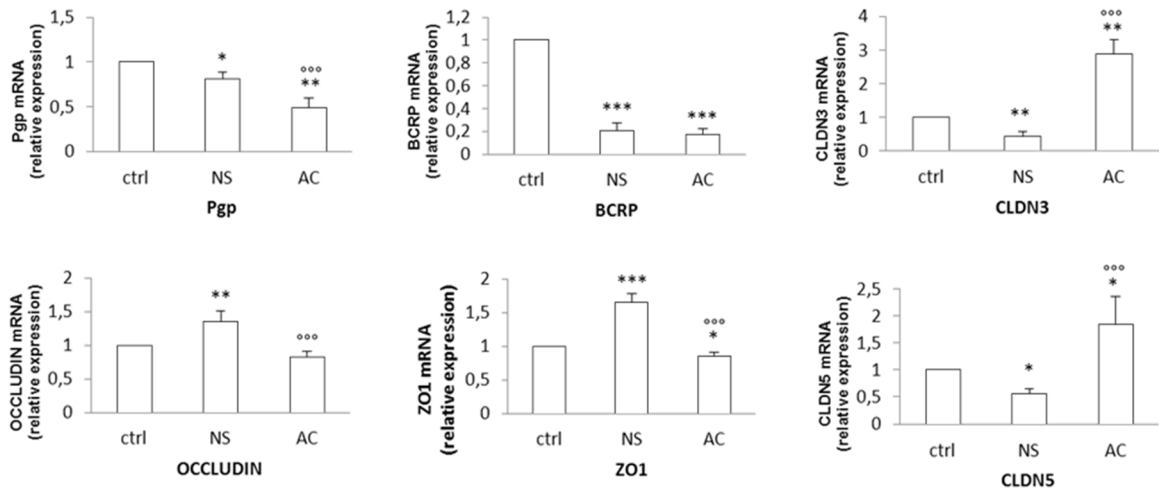 Pgp mRNA
(relative expression)
1,5
1
0,5
0
*
°°°
**
ctrl NS AC
Pgp
BCRP mRNA
(relative expression)
1,2
1
0,8
0,6
0,4
0,2
0
***
***
ctrl NS AC
BCRP
CLDN3 mRNA
(relative expression)
4
3
2
1
0
**
°°°
**
ctrl NS AC
CLDN3
OCCLUDIN mRNA
(relative expression)
2
1,5
1
0,5
0
**
°°°
ctrl NS AC
OCCLUDIN
ZO1 mRNA
(relative expression)
2
1,5
1
0,5
0
***
°°°
*
ctrl NS AC
ZO1
CLDN5 mRNA
(relative expression)
2,5
2
1,5
1
0,5
0
*
°°°
*
ctrl NS AC
CLDN5